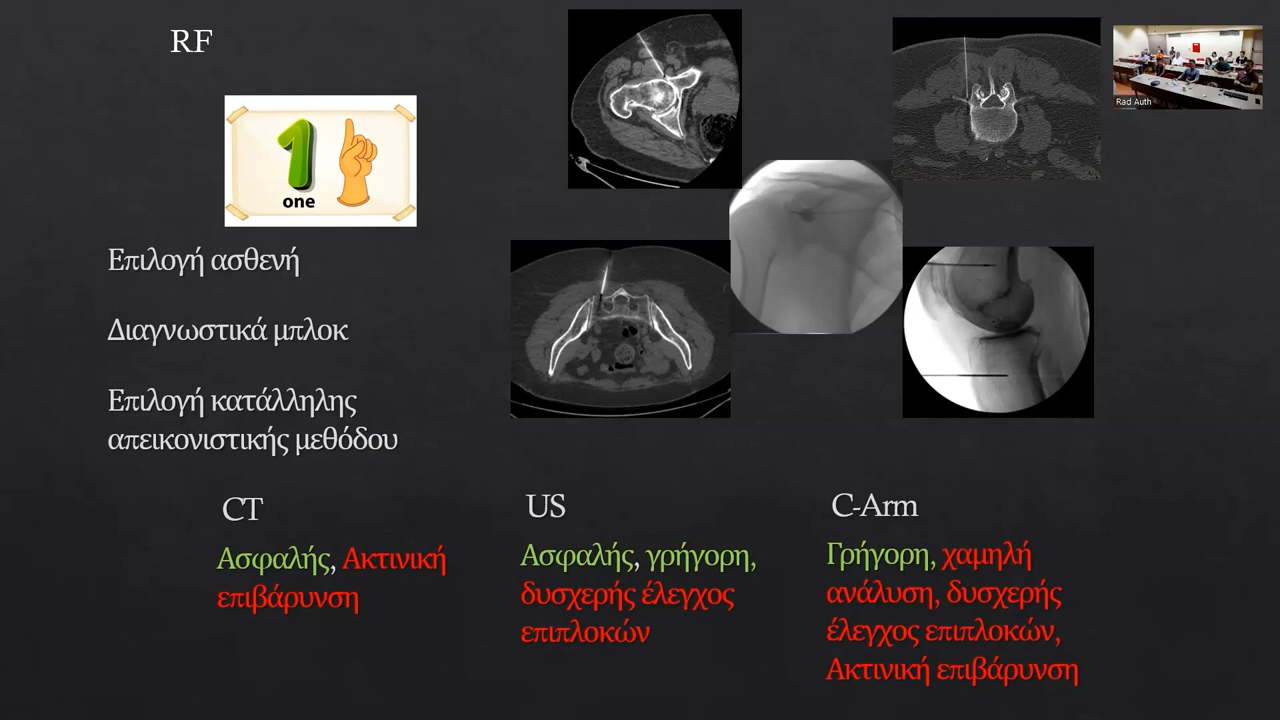 RF
Rad Auth
one
Επιλογή ασθενή
Διαγνωστικά μπλοκ
Επιλογή κατάλληλης
απεικονιστικής μεθόδου
CT
Ασφαλής, Ακτινική
επιβάρυνση
US
Ασφαλής, γρήγορη,
δυσχερής έλεγχος
επιπλοκών
C-Arm
Γρήγορη, χαμηλή
ανάλυση, δυσχερής
έλεγχος επιπλοκών,
Ακτινική επιβάρυνση